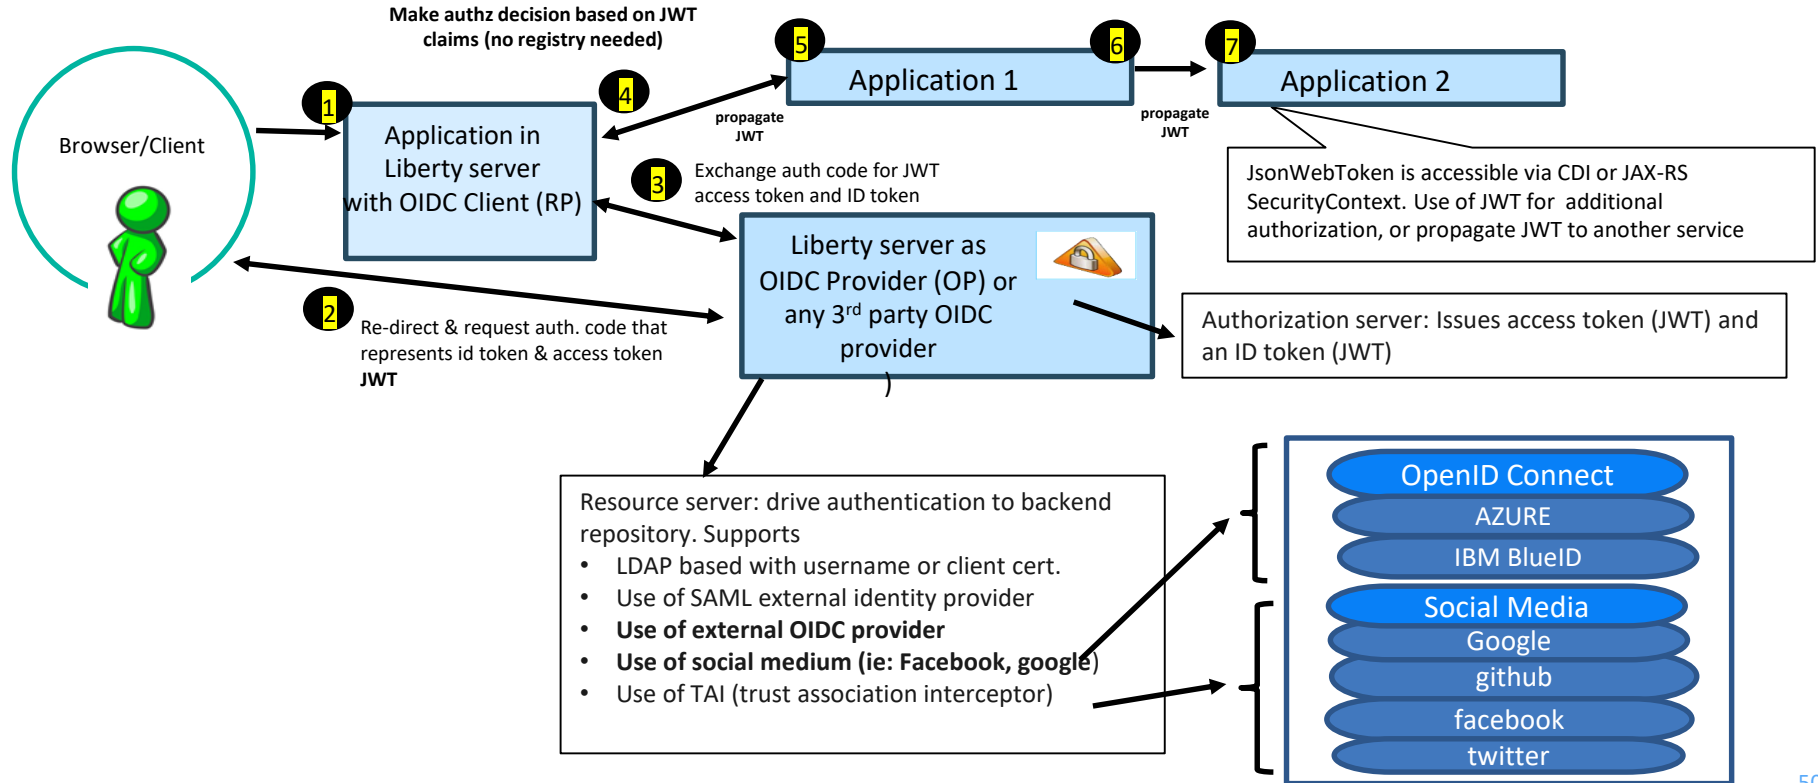 Make authz decision based on JWT
claims (no registry needed)
1
4
5
6
7
Application 1
Application 2
propagate
JWT
propagate
JWT
Browser/Client
Application in
Liberty server
with OIDC Client (RP)
3
Exchange auth code for JWT
access token and ID token
JsonWebToken is accessible via CDI or JAX-RS
SecurityContext. Use of JWT for additional
authorization, or propagate JWT to another service
Liberty server as
OIDC Provider (OP) or
any 3rd party OIDC
provider
)
2
Re-direct & request auth. code that
represents id token & access token
JWT
Authorization server: Issues access token (JWT) and
an ID token (JWT)
Resource server: drive authentication to backend
repository. Supports
• LDAP based with username or client cert.
• Use of SAML external identity provider
• Use of external OIDC provider
• Use of social medium (ie: Facebook, google)
• Use of TAI (trust association interceptor)
OpenID Connect
AZURE
IBM BlueID
Social Media
Google
github
facebook
twitter
50